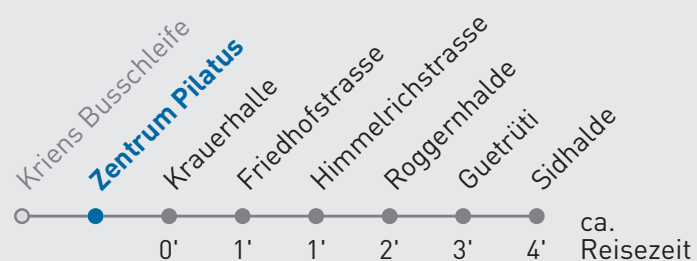 Kriens Busschleife
Zentrum Pilatus
Krauerhalle
Friedhofstrasse
Himmelrichstrasse
Roggernhalde
Guetrüti
Sidhalde
0' 1' 1' 2' 3' 4' ca. Reisezeit